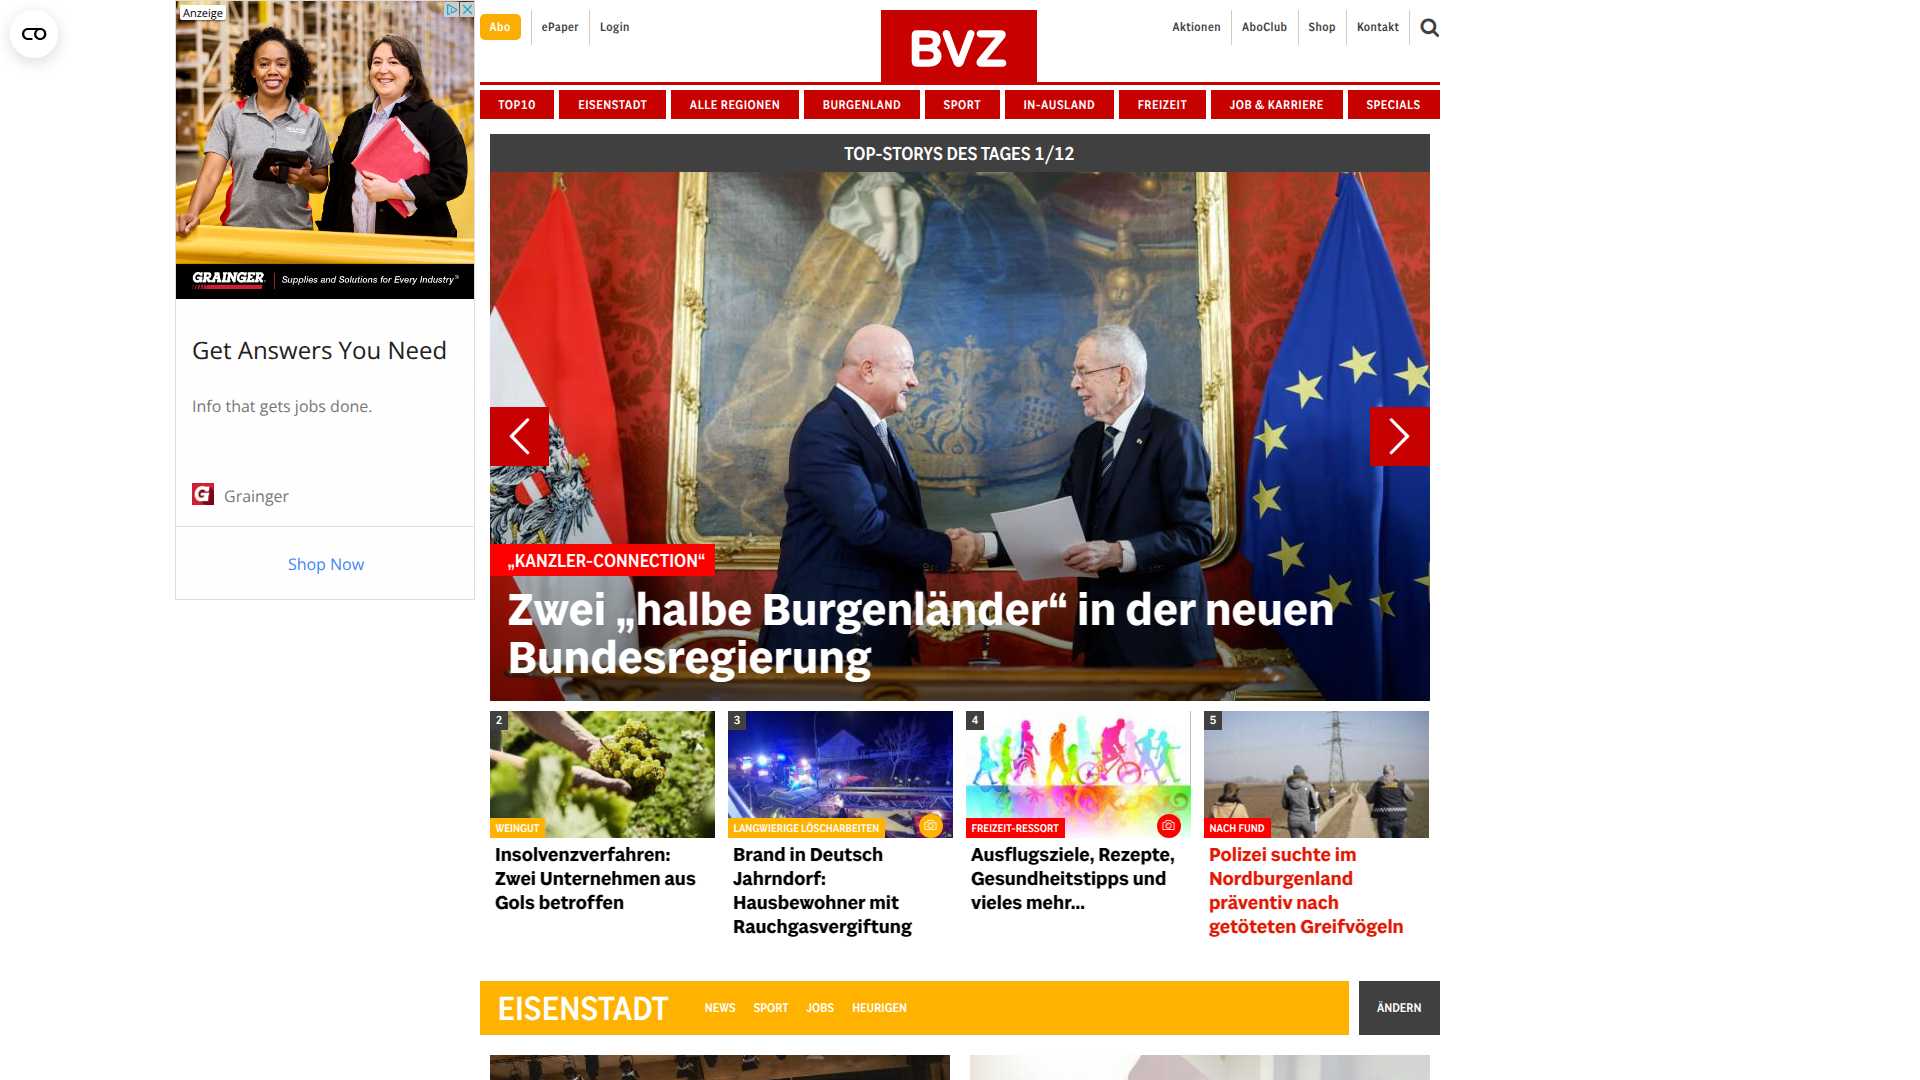 Anzeige
GRAINGER
Supplies and Solutions for Every Industry
Get Answers You Need
Info that gets jobs done.
G Grainger
Shop Now
Abo
ePaper
Login
BVZ
Aktionen
AboClub
Shop
Kontakt
TOP10
EISENSTADT
ALLE REGIONEN
BURGENLAND
SPORT
IN-AUSLAND
FREIZEIT
JOB & KARRIERE
SPECIALS
TOP-STORYS DES TAGES 1/12
„KANZLER-CONNECTION“
Zwei „halbe Burgenländer“ in der neuen
Bundesregierung
2
WEINGUT
Insolvenzverfahren:
Zwei Unternehmen aus
Gols betroffen
3
LANGWIERIGE LÖSCHARBEITEN
Brand in Deutsch
Jahrndorf:
Hausbewohner mit
Rauchgasvergiftung
4
FREIZEIT-RESSORT
Ausflugsziele, Rezepte,
Gesundheitstipps und
vieles mehr...
5
NACH FUND
Polizei suchte im
Nordburgenland
präventiv nach
getöteten Greifvögeln
EISENSTADT
NEWS
SPORT
JOBS
HEURIGEN
ÄNDERN